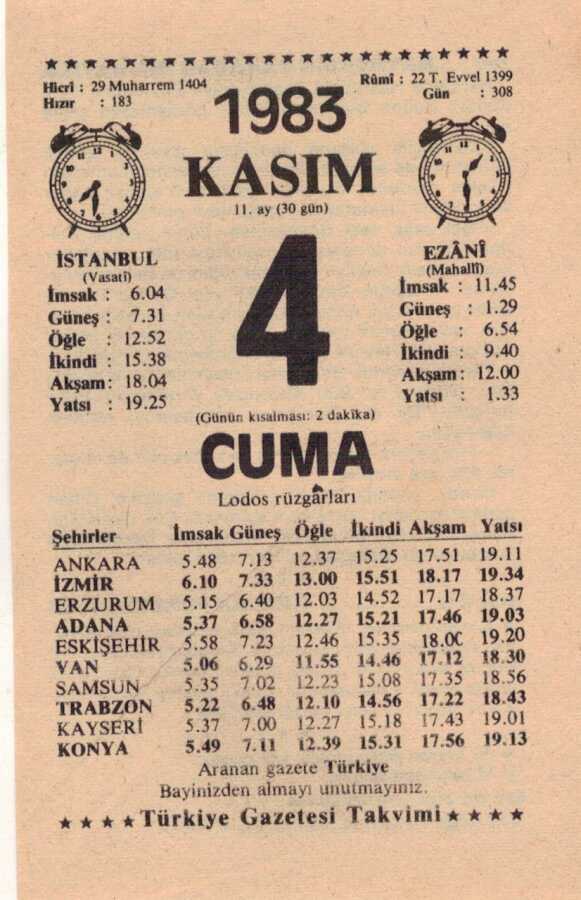 Hicrî : 29 Muharrem 1404
Hızır : 183
Rûmî : 22 T. Evvel 1399
Gün : 308
1983
KASIM
11. ay (30 gün)
4
İSTANBUL
(Vasatî)
İmsak : 6.04
Güneş : 7.31
Öğle : 12.52
İkindi : 15.38
Akşam: 18.04
Yatsı : 19.25
EZÂNÎ
(Mahallî)
İmsak : 11.45
Güneş : 1.29
Öğle : 6.54
İkindi : 9.40
Akşam: 12.00
Yatsı : 1.33
(Günün kısalması: 2 dakika)
CUMA
Lodos rüzgârları
Şehirler İmsak Güneş Öğle İkindi Akşam Yatsı
ANKARA 5.48 7.13 12.37 15.25 17.51 19.11
İZMİR 6.10 7.33 13.00 15.51 18.17 19.34
ERZURUM 5.15 6.40 12.03 14.52 17.17 18.37
ADANA 5.37 6.58 12.27 15.21 17.46 19.03
ESKİŞEHİR 5.58 7.23 12.46 15.35 18.00 19.20
VAN 5.06 6.29 11.55 14.46 17.12 18.30
SAMSUN 5.35 7.02 12.23 15.08 17.35 18.56
TRABZON 5.22 6.48 12.10 14.56 17.22 18.43
KAYSERİ 5.37 7.00 12.27 15.18 17.43 19.01
KONYA 5.49 7.11 12.39 15.31 17.56 19.13
Aranan gazete Türkiye
Bayinizden almayı unutmayınız.
Türkiye Gazetesi Takvimi